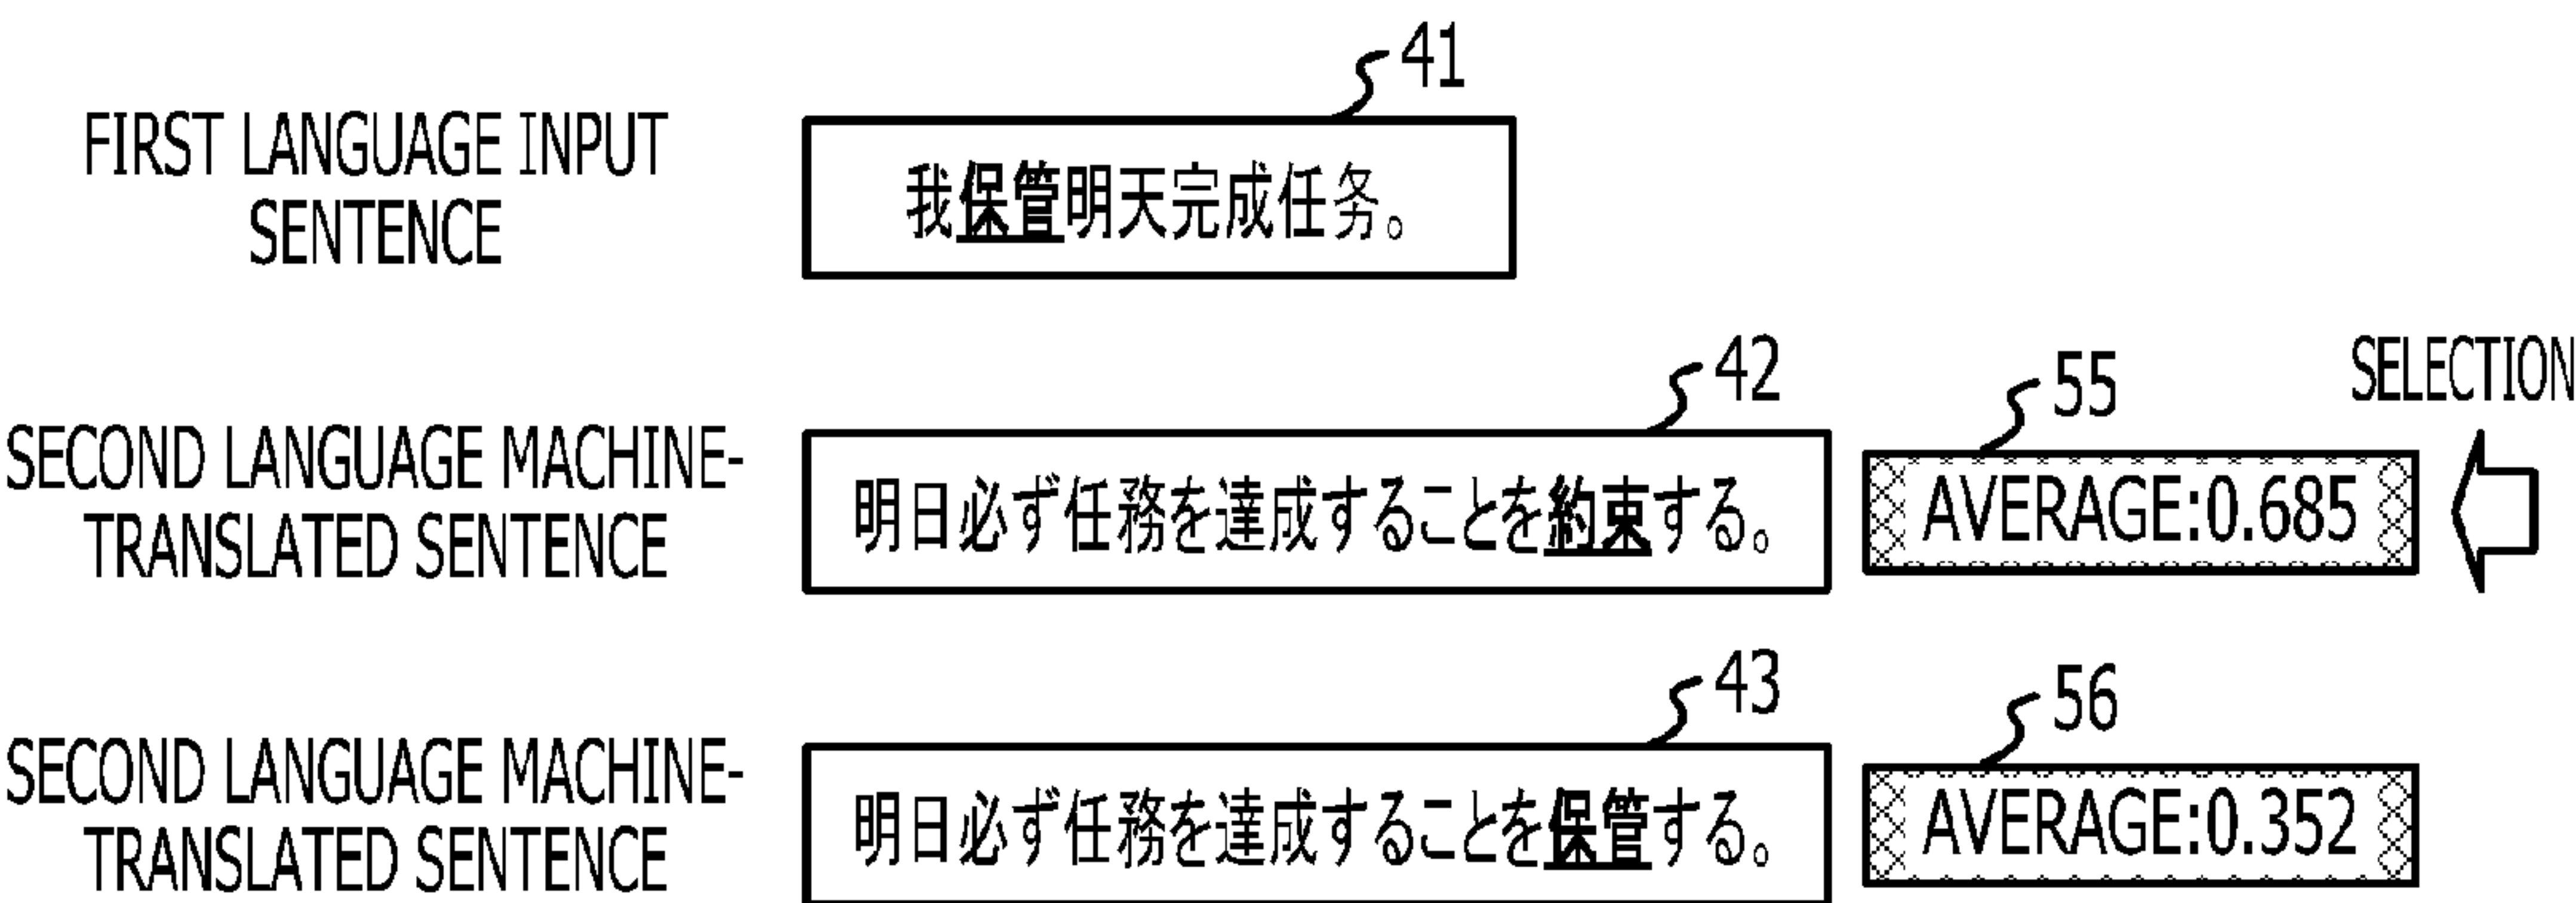 41
FIRST LANGUAGE INPUT
SENTENCE
我保管明天完成任务。
42
55
SELECTION
SECOND LANGUAGE MACHINE-
TRANSLATED SENTENCE
明日必ず任務を達成することを約束する。
AVERAGE:0.685
43
56
SECOND LANGUAGE MACHINE-
TRANSLATED SENTENCE
明日必ず任務を達成することを保管する。
AVERAGE:0.352